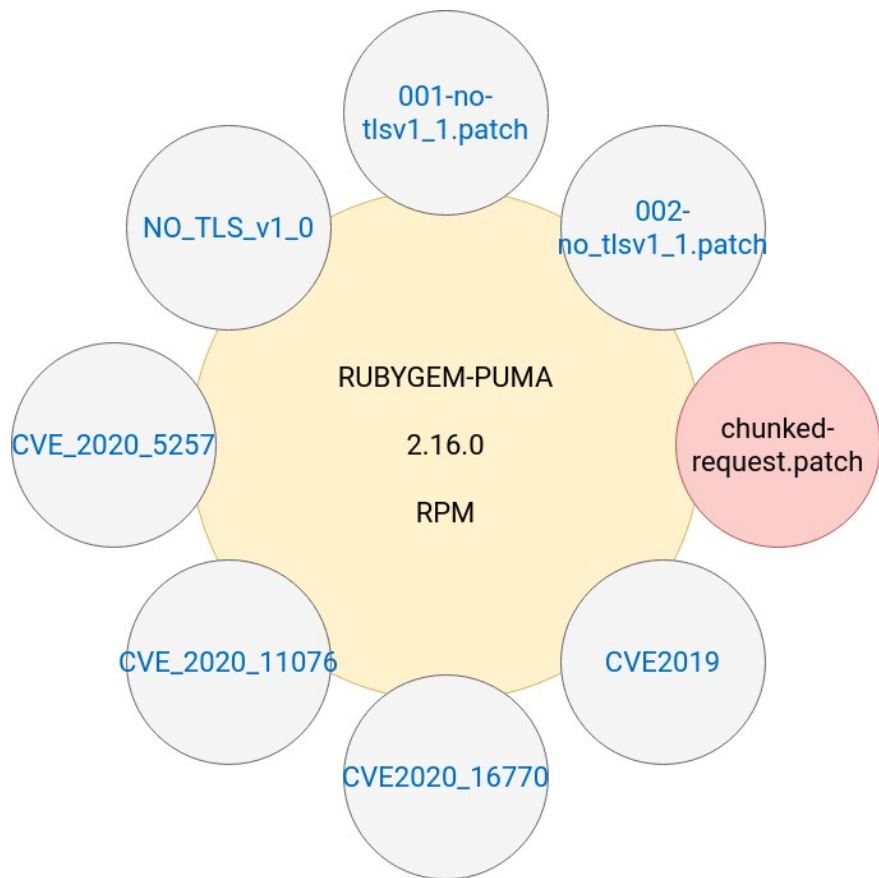 001-no-
tlsv1_1.patch
NO_TLS_v1_0
002-
no_tlsv1_1.patch
RUBYGEM-PUMA
2.16.0
RPM
CVE_2020_5257
chunked-
request.patch
CVE_2020_11076
CVE2019
CVE2020_16770